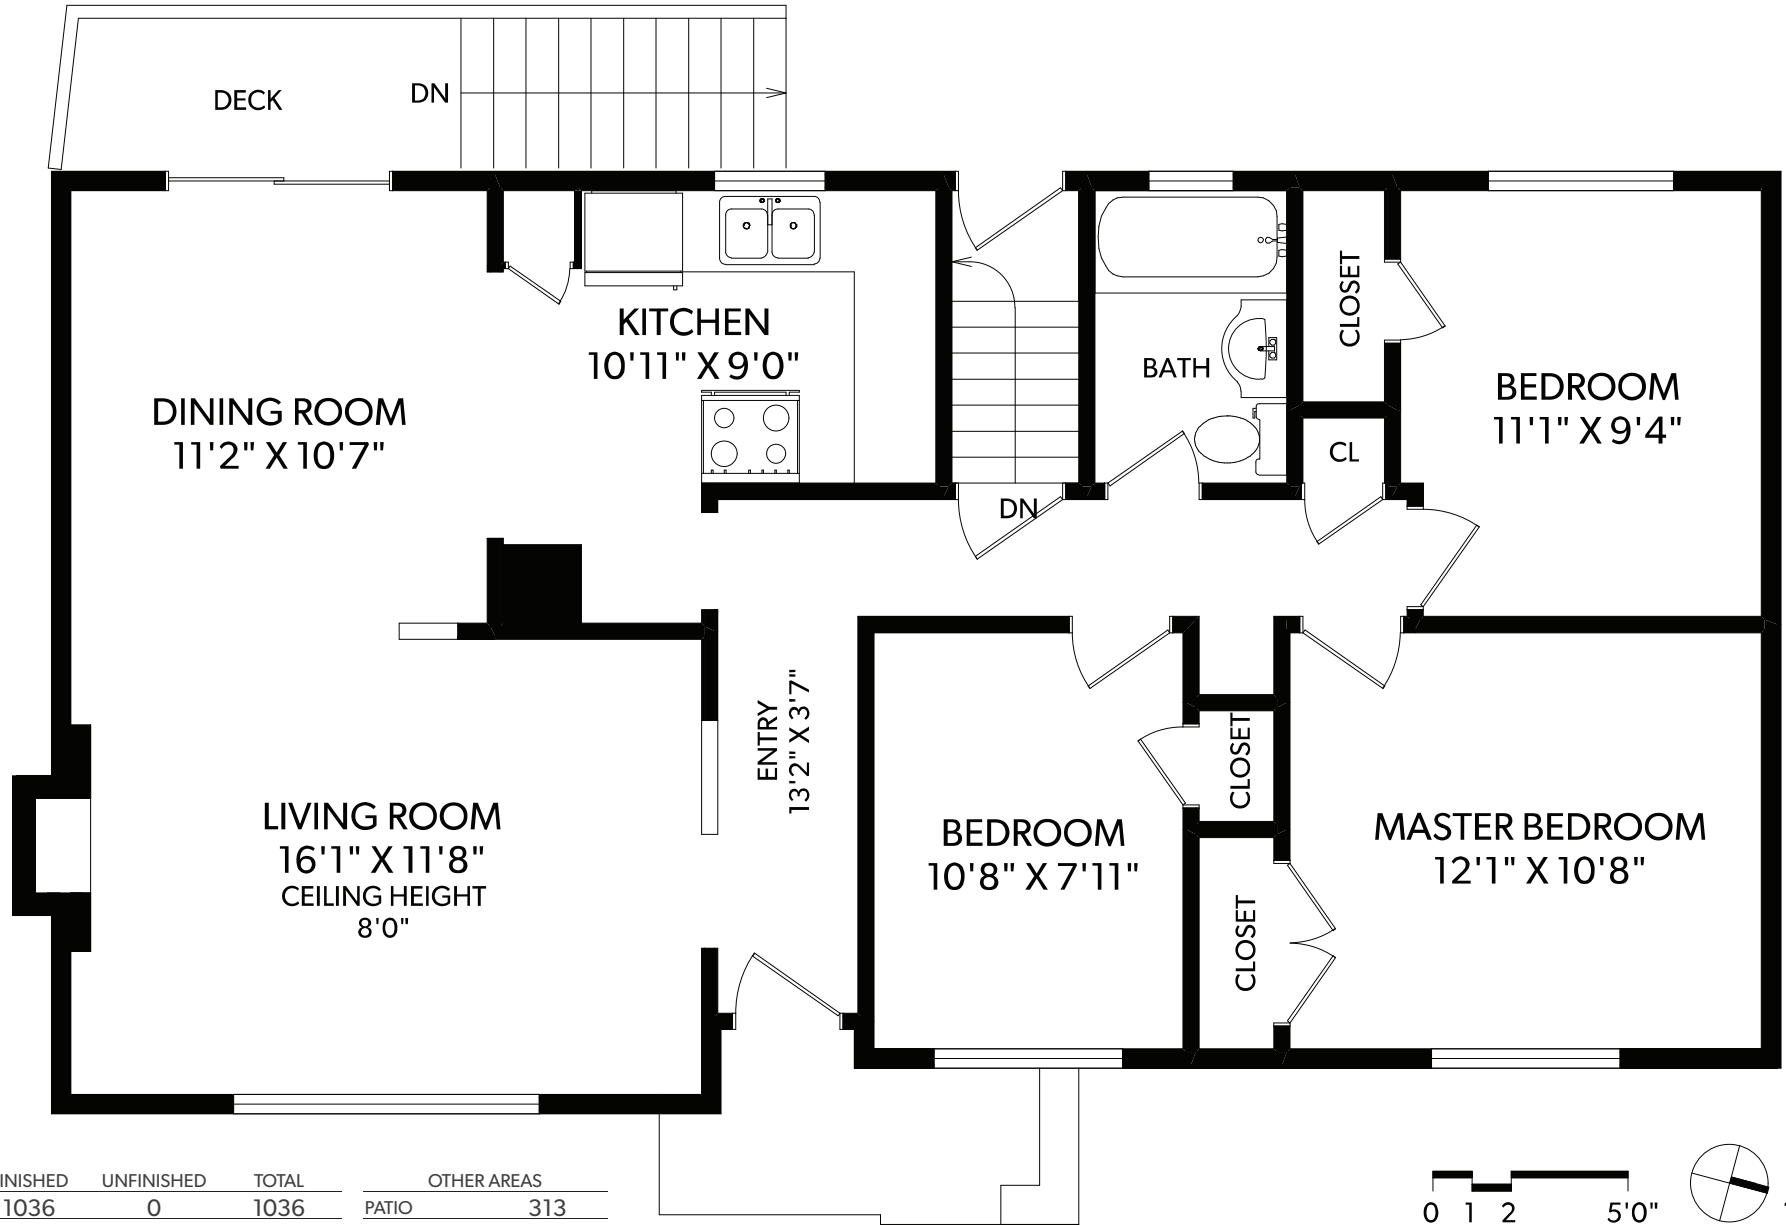 DECK
DN
KITCHEN
10'11" X 9'0"
DINING ROOM
11'2" X 10'7"
BATH
CLOSET
CL
BEDROOM
11'1" X 9'4"
DN
ENTRY
13'2" X 3'7"
LIVING ROOM
16'1" X 11'8"
CEILING HEIGHT
8'0"
BEDROOM
10'8" X 7'11"
CLOSET
CLOSET
MASTER BEDROOM
12'1" X 10'8"
INISHED UNFINISHED TOTAL
1036 0 1036
OTHER AREAS
PATIO 313
0 1 2 5'0"